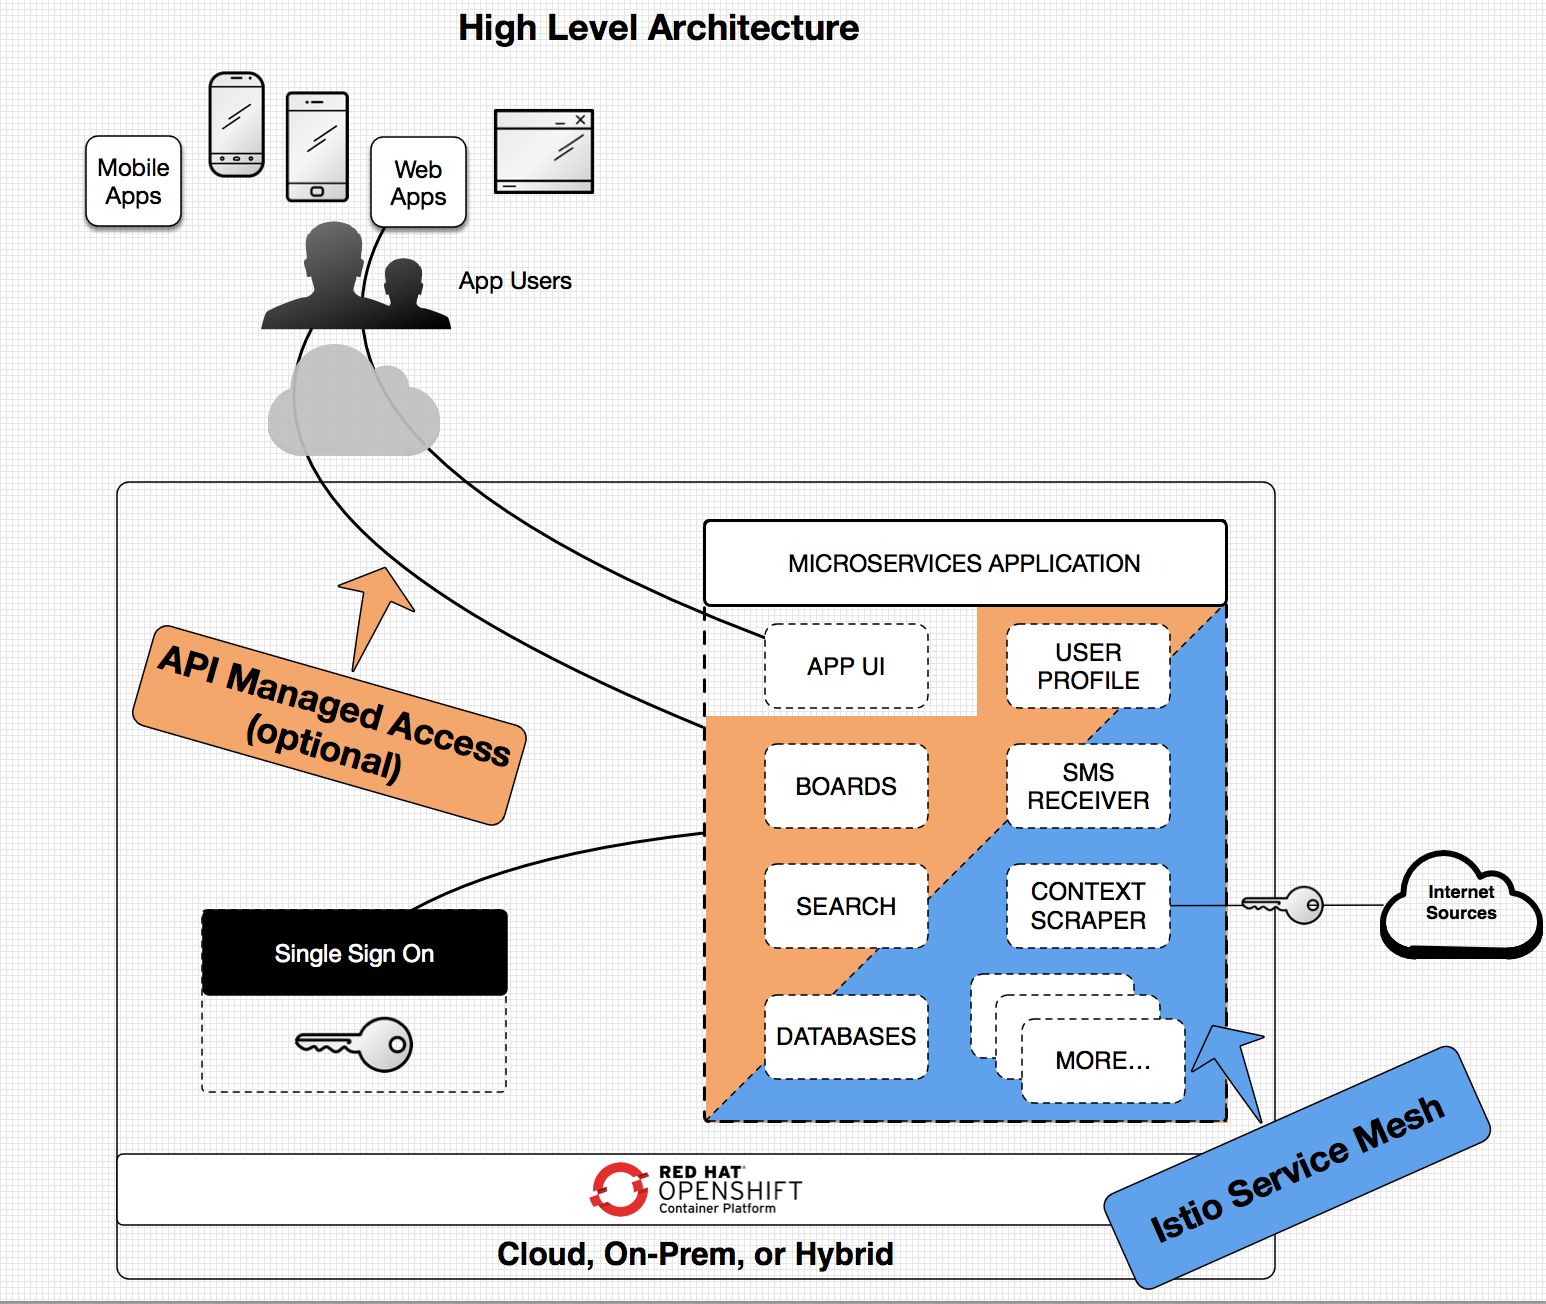 High Level Architecture
Mobile
Apps
Web
Apps
App Users
MICROSERVICES APPLICATION
APP UI
USER
PROFILE
API Managed Access
(optional)
BOARDS
SMS
RECEIVER
SEARCH
CONTEXT
SCRAPER
Internet
Sources
Single Sign On
DATABASES
MORE...
Istio Service Mesh
RED HAT®
OPENSHIFT
Container Platform
Cloud, On-Prem, or Hybrid